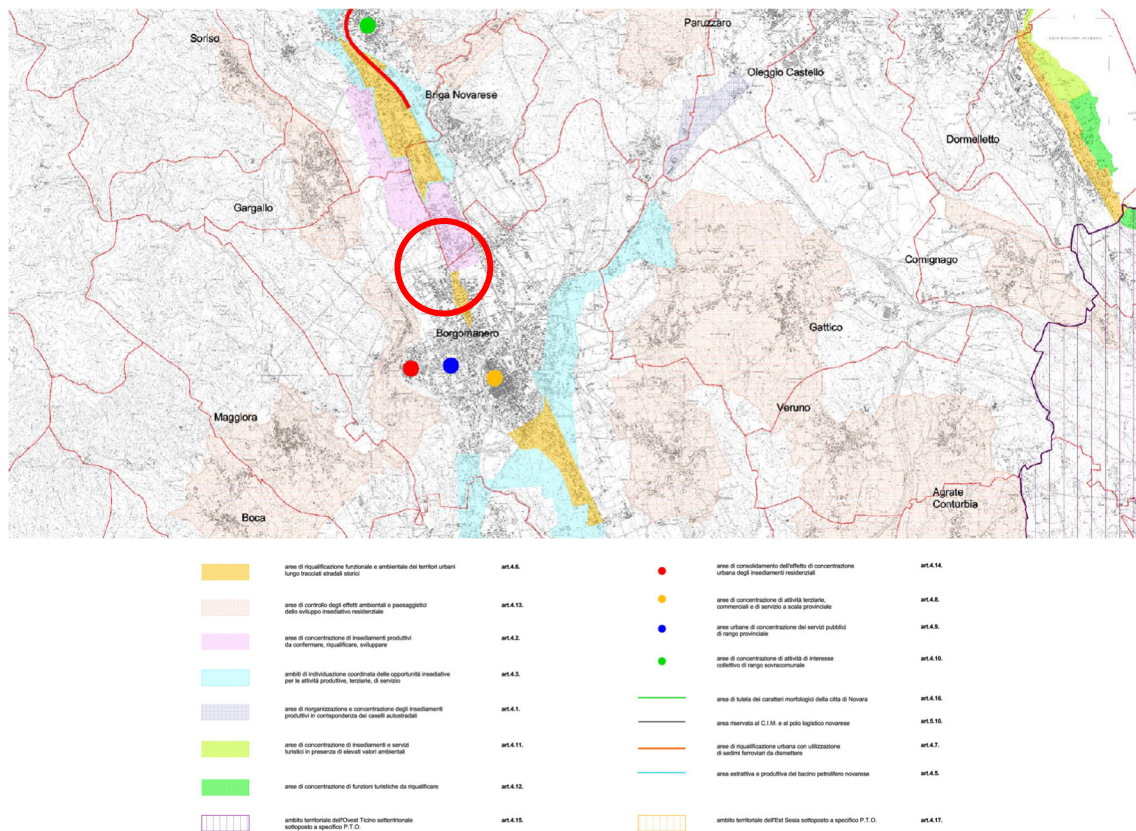 Soriso
Paruzzaro
Oleggio Castello
Briga Novarese
Dormelletto
Gargallo
Comignago
Gattico
Borgomanero
Maggiora
Veruno
Agrate
Conturbia
Boca
aree di riqualificazione funzionale e ambientale dei territori urbani
lungo tracciati stradali storici
art.4.6.
aree di controllo degli effetti ambientali e paesaggistici
dello sviluppo insediativo residenziale
art.4.13.
aree di concentrazione di insediamenti produttivi
da confermare, riqualificare, sviluppare
art.4.2.
ambiti di individuazione coordinata delle opportunità insediative
per le attività produttive, terziarie, di servizio
art.4.3.
aree di riorganizzazione e concentrazione degli insediamenti
produttivi in corrispondenza dei caselli autostradali
art.4.1.
aree di concentrazione di insediamenti e servizi
turistici in presenza di elevati valori ambientali
art.4.11.
aree di concentrazione di funzioni turistiche da riqualificare
art.4.12.
ambito territoriale dell'Ovest Ticino settentrionale
sottoposto a specifico P.T.O.
art.4.15.
aree di consolidamento dell'effetto di concentrazione
urbana degli insediamenti residenziali
art.4.14.
aree di concentrazione di attività terziarie,
commerciali e di servizio a scala provinciale
art.4.8.
aree urbane di concentrazione dei servizi pubblici
di rango provinciale
art.4.9.
aree di concentrazione di attività di interesse
collettivo di rango sovracomunale
art.4.10.
area di tutela dei caratteri morfologici della citta di Novara
art.4.16.
area riservata al C.I.M. e al polo logistico novarese
art.5.10.
aree di riqualificazione urbana con utilizzazione
di sedimi ferroviari da dismettere
art.4.7.
area estrattiva e produttiva del bacino petrolifero novarese
art.4.5.
ambito territoriale dell'Est Sesia sottoposto a specifico P.T.O.
art.4.17.